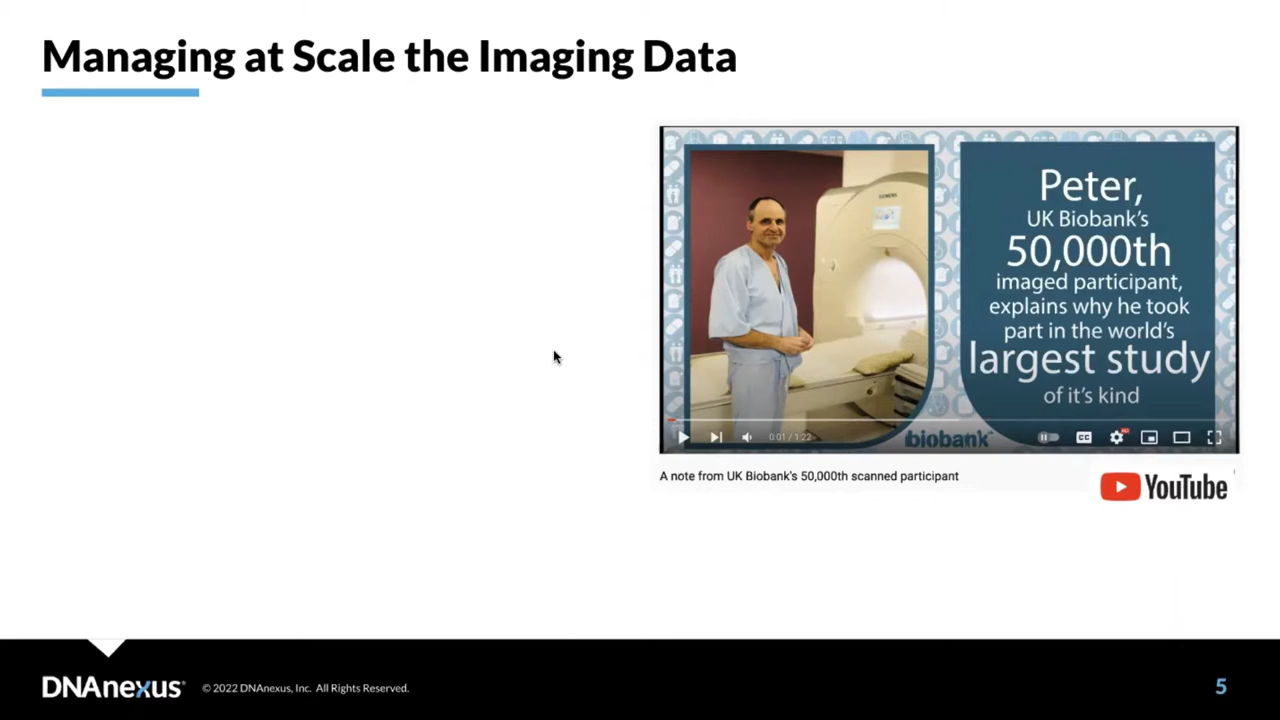 Managing at Scale the Imaging Data
SIEMENS
Peter,
UK Biobank's
50,000th
imaged participant,
explains why he took
part in the world's
largest study
of it's kind
biobank
0:01 / 1:22
CC
A note from UK Biobank's 50,000th scanned participant
YouTube
DNAnexus
© 2022 DNAnexus, Inc. All Rights Reserved.
5